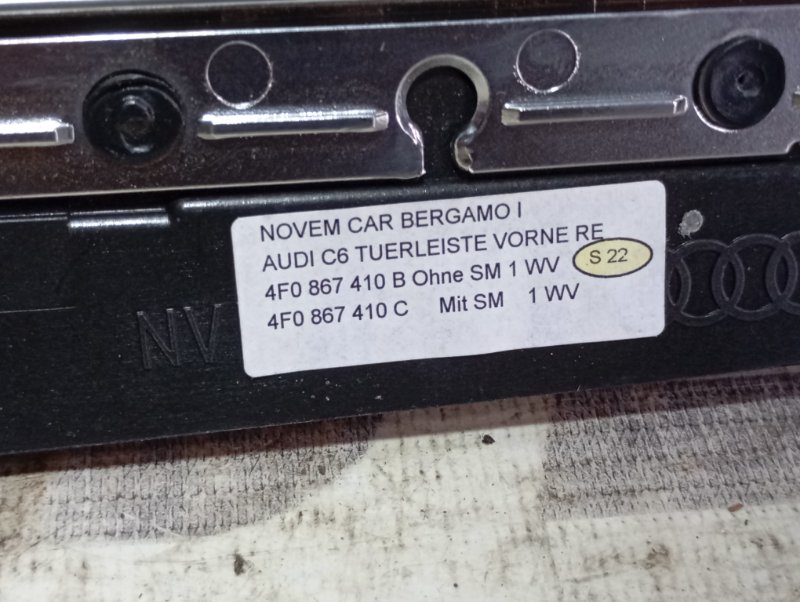 NOVEM CAR BERGAMO I
AUDI C6 TUERLEISTE VORNE RE
4F0 867 410 B Ohne SM 1 WV S 22
4F0 867 410 C Mit SM 1 WV
NV